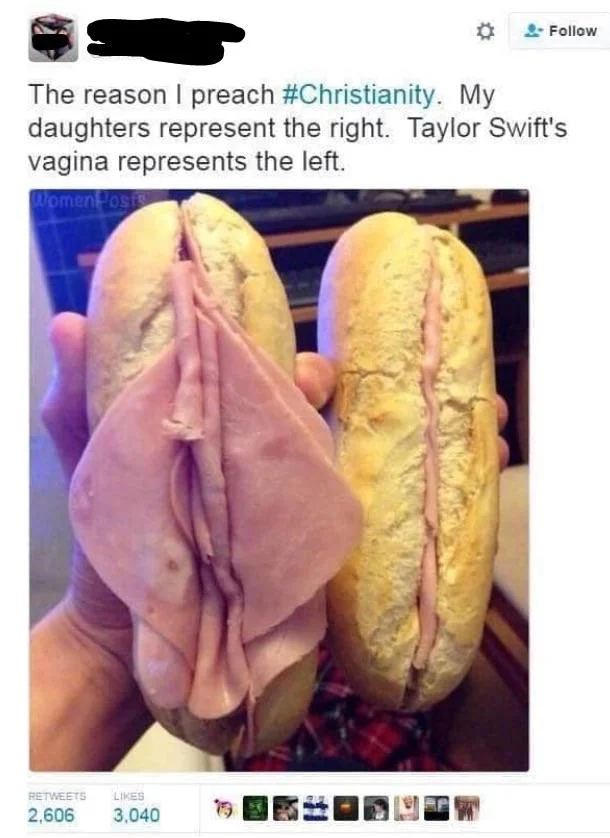 Follow
The reason I preach #Christianity. My
daughters represent the right. Taylor Swift's
vagina represents the left.
WomenPosts
RETWEETS LIKES
2,606 3,040